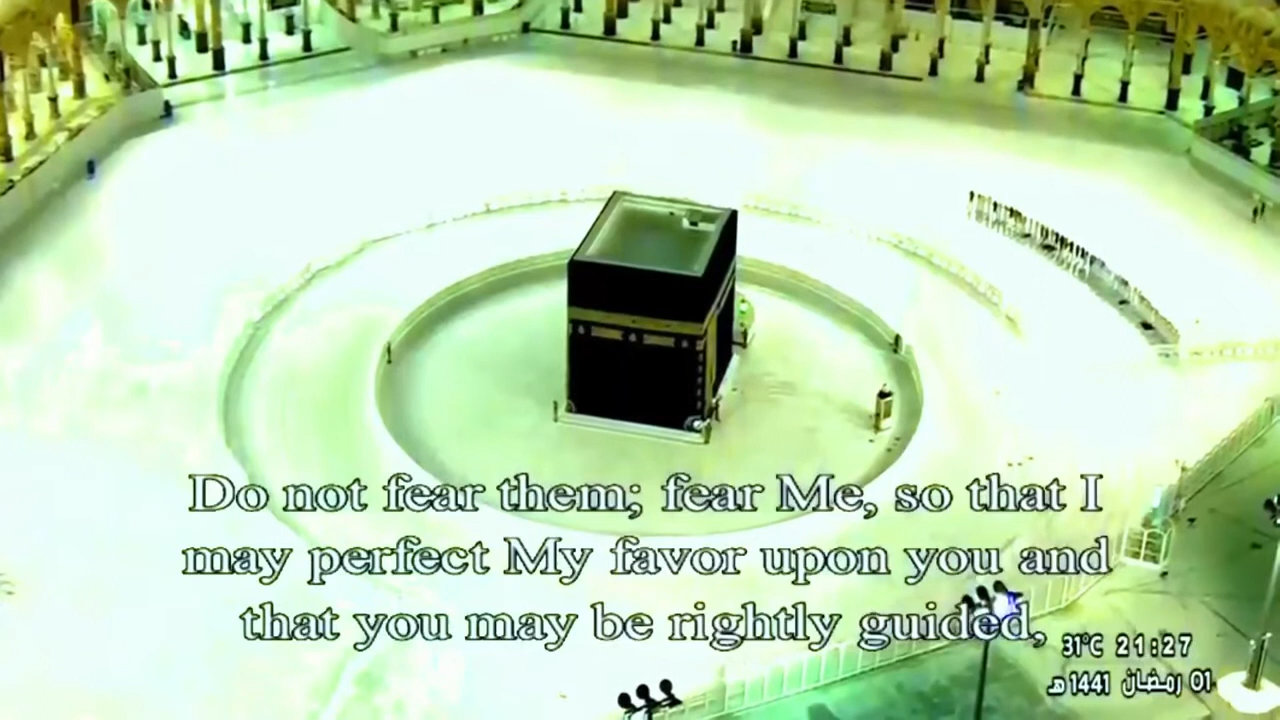 Do not fear them; fear Me, so that I
may perfect My favor upon you and
that you may be rightly guided,
31°C 21:27
01 رمضان 1441هـ